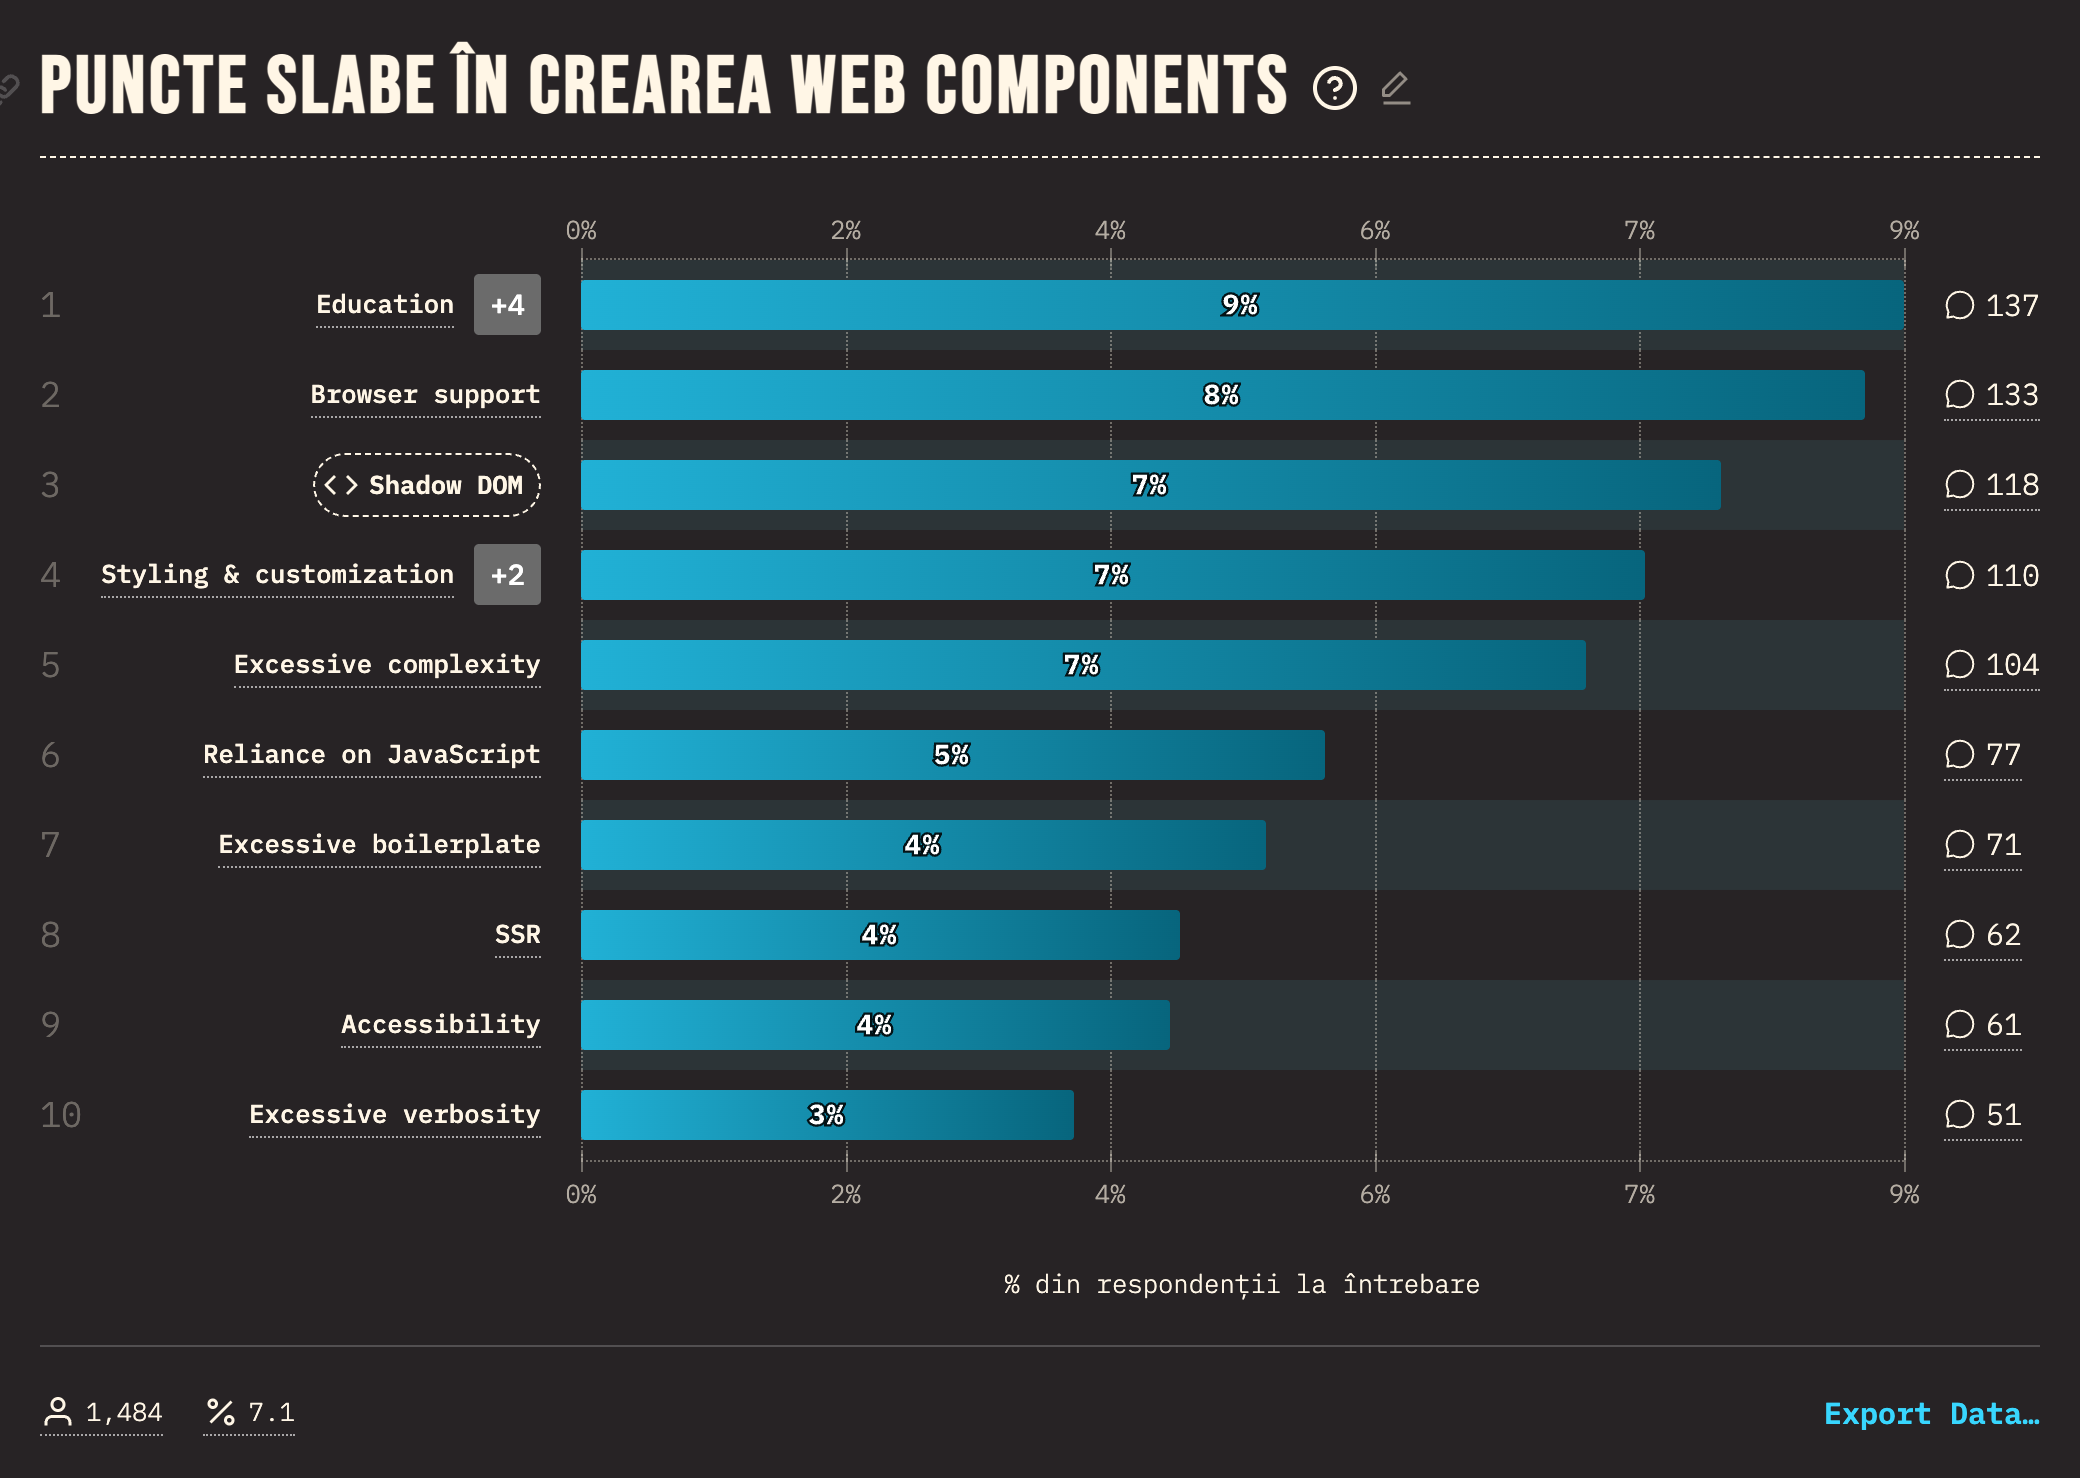 PUNCTE SLABE ÎN CREAREA WEB COMPONENTS
0% 2% 4% 6% 7% 9%
1 Education +4 9% 137
2 Browser support 8% 133
3 Shadow DOM 7% 118
4 Styling & customization +2 7% 110
5 Excessive complexity 7% 104
6 Reliance on JavaScript 5% 77
7 Excessive boilerplate 4% 71
8 SSR 4% 62
9 Accessibility 4% 61
10 Excessive verbosity 3% 51
0% 2% 4% 6% 7% 9%
% din respondenții la întrebare
1,484 % 7.1 Export Data…